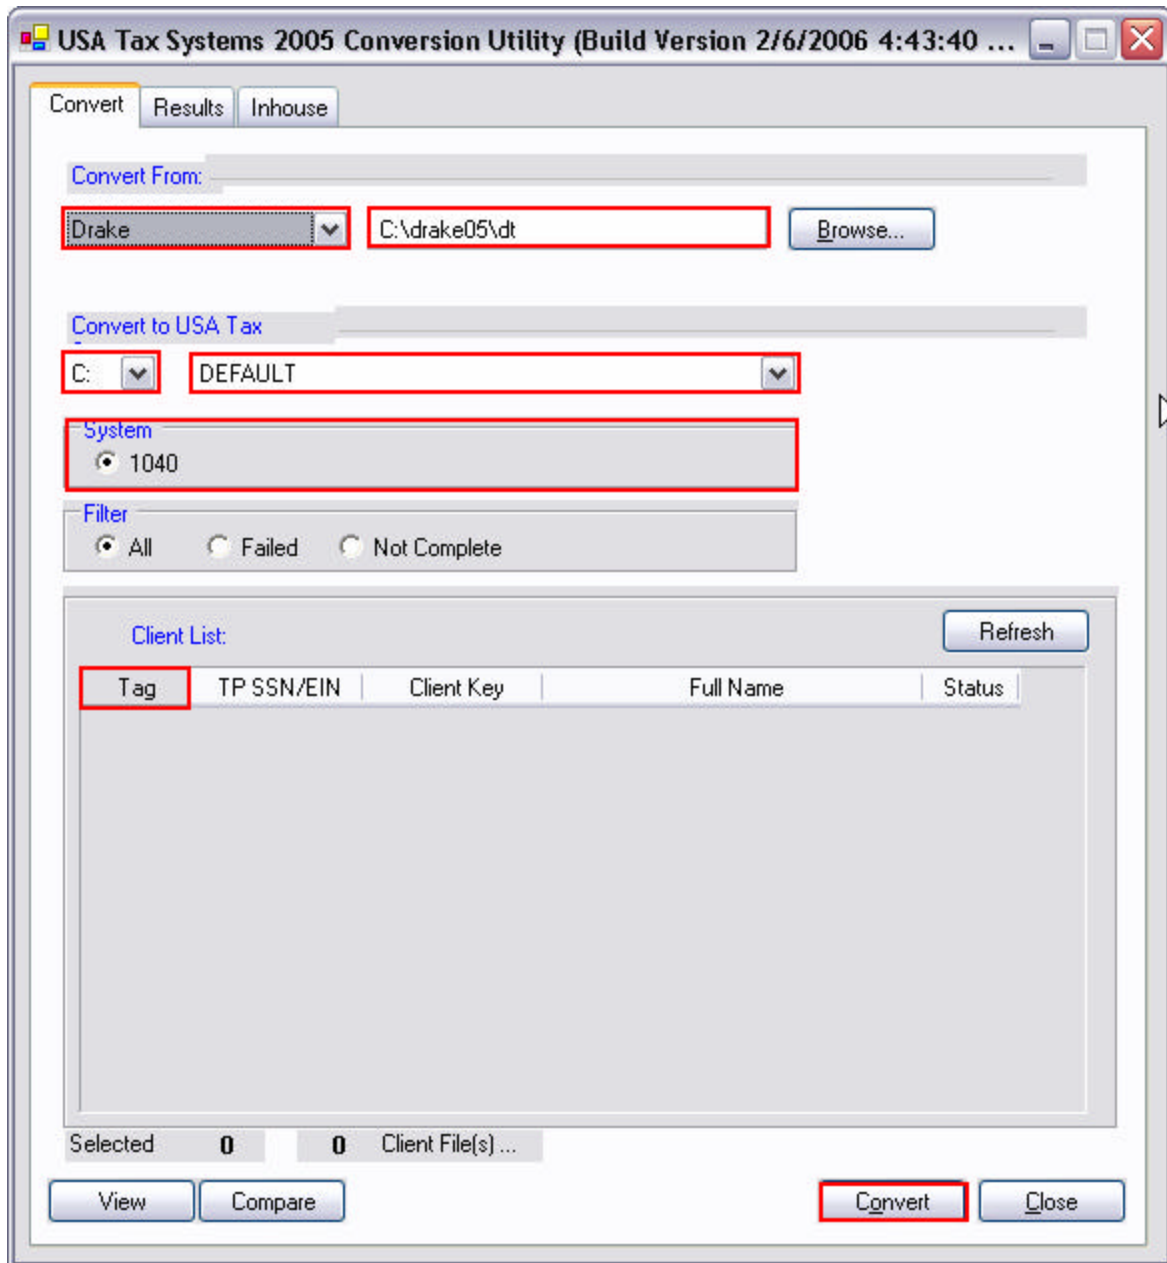 USA Tax Systems 2005 Conversion Utility (Build Version 2/6/2006 4:43:40 ...
Convert Results Inhouse
Convert From:
Drake C:\drake05\dt Browse...
Convert to USA Tax
C: DEFAULT
System
1040
Filter
All Failed Not Complete
Client List: Refresh
Tag TP SSN/EIN Client Key Full Name Status
Selected 0 0 Client File(s) ...
View Compare Convert Close